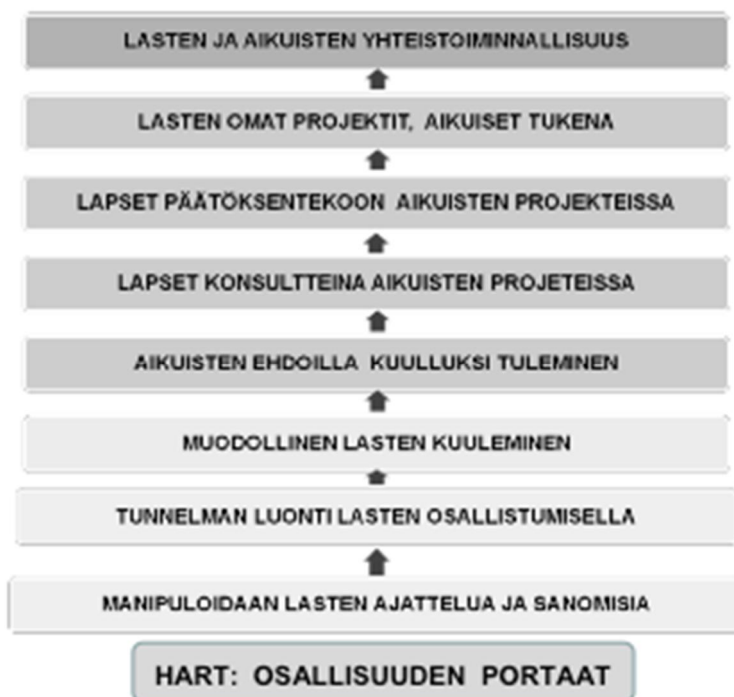 LASTEN JA AIKUISTEN YHTEISTOIMINNALLISUUS
LASTEN OMAT PROJEKTIT, AIKUISET TUKENA
LAPSET PÄÄTÖKSENTEKOON AIKUISTEN PROJEKTEISSA
LAPSET KONSULTTEINA AIKUISTEN PROJETEISSA
AIKUISTEN EHDOILLA KUULLUKSI TULEMINEN
MUODOLLINEN LASTEN KUULEMINEN
TUNNELMAN LUONTI LASTEN OSALLISTUMISELLA
MANIPULOIDAAN LASTEN AJATTELUA JA SANOMISIA
HART: OSALLISUUDEN PORTAAT